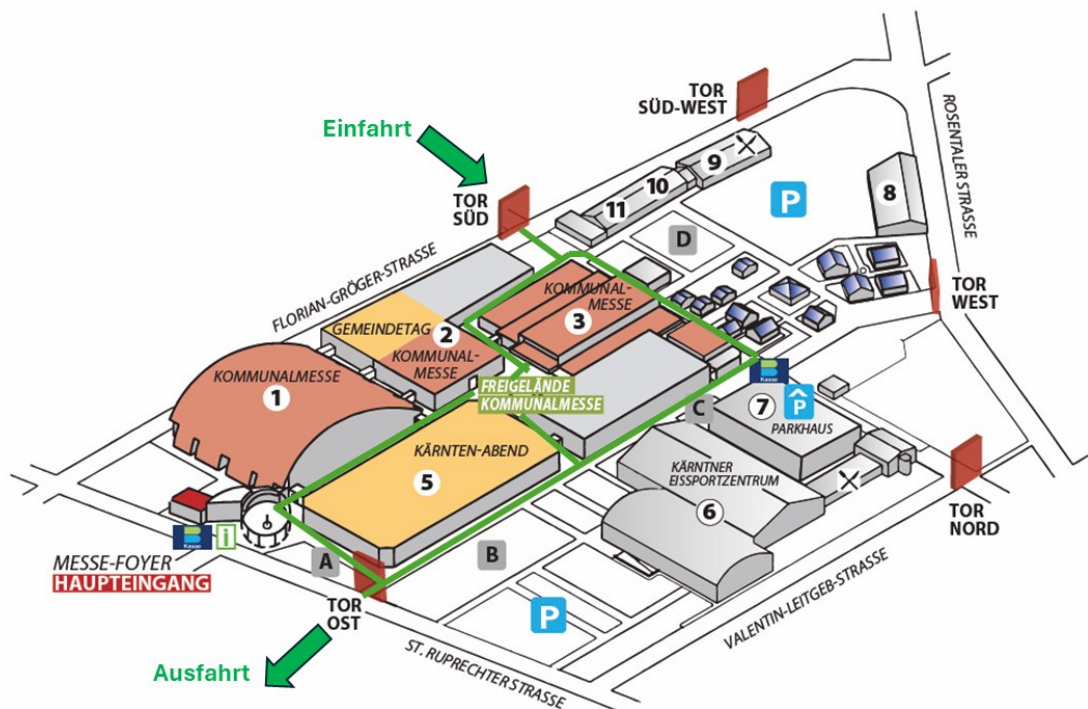 TOR
SÜD-WEST
Einfahrt
ROSENTALER STRASSE
9
TOR
SÜD
10
11
P
8
D
FLORIAN-GRÖGER-STRASSE
KOMMUNAL-
MESSE
3
TOR
WEST
GEMEINDETAG
2
KOMMUNAL-
MESSE
KOMMUNALMESSE
1
FREIGELÄNDE
KOMMUNALMESSE
B
Kasse
7
P
PARKHAUS
C
KÄRNTEN-ABEND
5
KÄRNTNER
EISSPORTZENTRUM
6
TOR
NORD
B
Kasse
i
MESSE-FOYER
HAUPTEINGANG
A
B
TOR
OST
P
VALENTIN-LEITGEB-STRASSE
ST. RUPRECHTER STRASSE
Ausfahrt